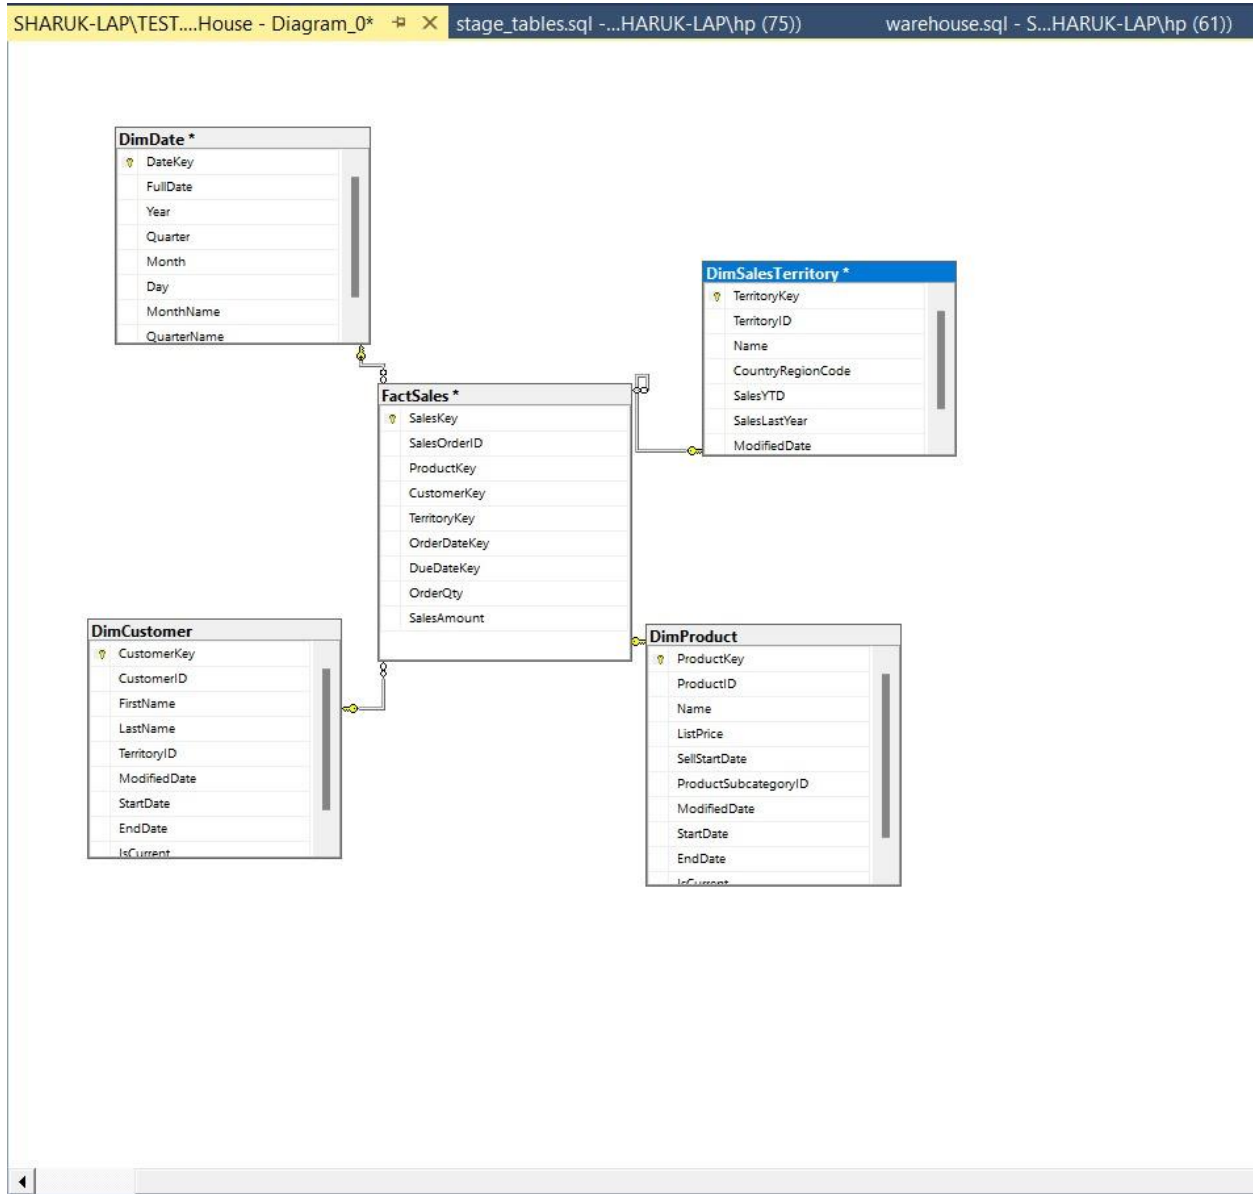 SHARUK-LAP\TEST....House - Diagram_0*
stage_tables.sql -...HARUK-LAP\hp (75))
warehouse.sql - S...HARUK-LAP\hp (61))
DimDate *
DateKey
FullDate
Year
Quarter
Month
Day
MonthName
QuarterName
DimSalesTerritory *
TerritoryKey
TerritoryID
Name
CountryRegionCode
SalesYTD
SalesLastYear
ModifiedDate
FactSales *
SalesKey
SalesOrderID
ProductKey
CustomerKey
TerritoryKey
OrderDateKey
DueDateKey
OrderQty
SalesAmount
DimCustomer
CustomerKey
CustomerID
FirstName
LastName
TerritoryID
ModifiedDate
StartDate
EndDate
IsCurrent
DimProduct
ProductKey
ProductID
Name
ListPrice
SellStartDate
ProductSubcategoryID
ModifiedDate
StartDate
EndDate
IsCurrent